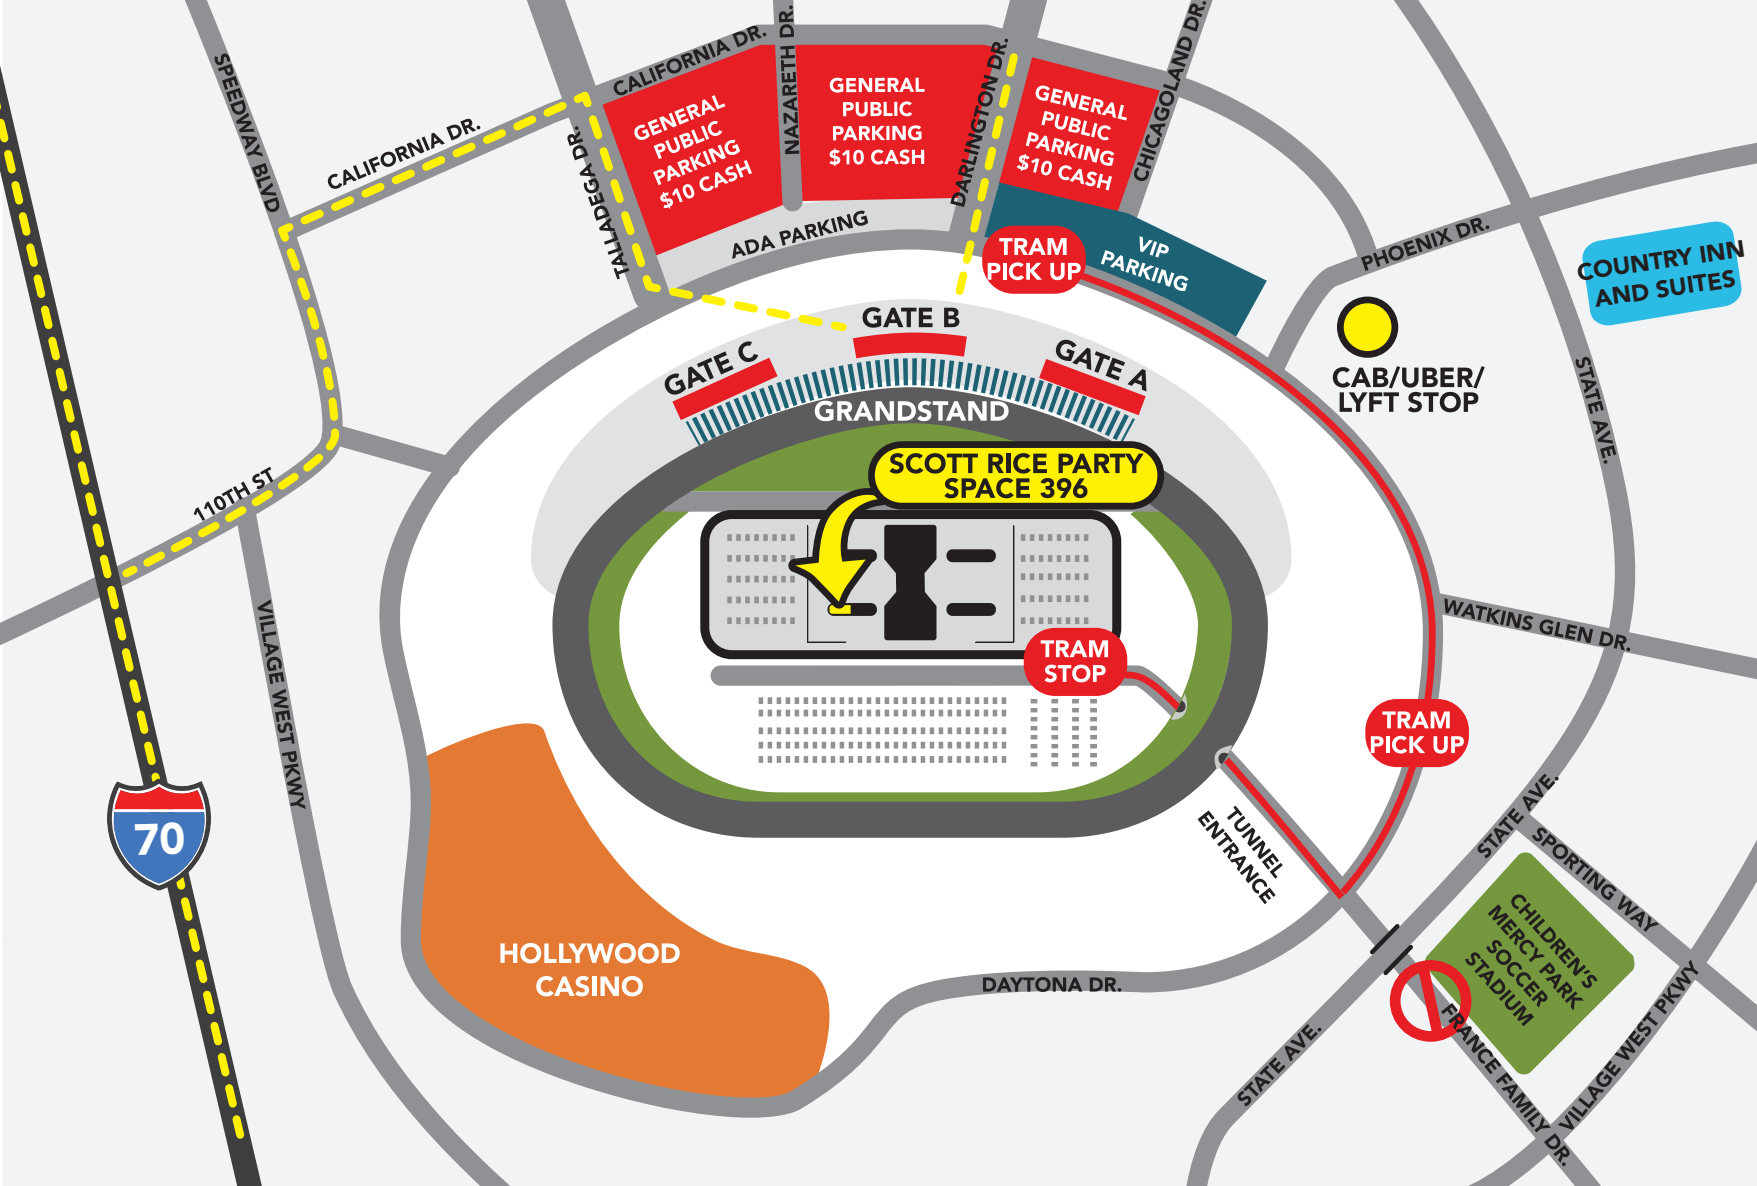 CALIFORNIA DR.
NAZARETH DR.
DARLINGTON DR.
CHICAGOLAND DR.
SPEEDWAY BLVD
CALIFORNIA DR.
TALLADEGA DR.
GENERAL
PUBLIC
PARKING
$10 CASH
GENERAL
PUBLIC
PARKING
$10 CASH
GENERAL
PUBLIC
PARKING
$10 CASH
ADA PARKING
TRAM
PICK UP
VIP
PARKING
PHOENIX DR.
COUNTRY INN
AND SUITES
GATE C
GATE B
GATE A
GRANDSTAND
CAB/UBER/
LYFT STOP
STATE AVE.
SCOTT RICE PARTY
SPACE 396
110TH ST
VILLAGE WEST PKWY
WATKINS GLEN DR.
TRAM
STOP
TRAM
PICK UP
70
TUNNEL
ENTRANCE
STATE AVE.
SPORTING WAY
CHILDREN'S
MERCY PARK
SOCCER
STADIUM
HOLLYWOOD
CASINO
DAYTONA DR.
STATE AVE.
FRANCE FAMILY DR.
VILLAGE WEST PKWY